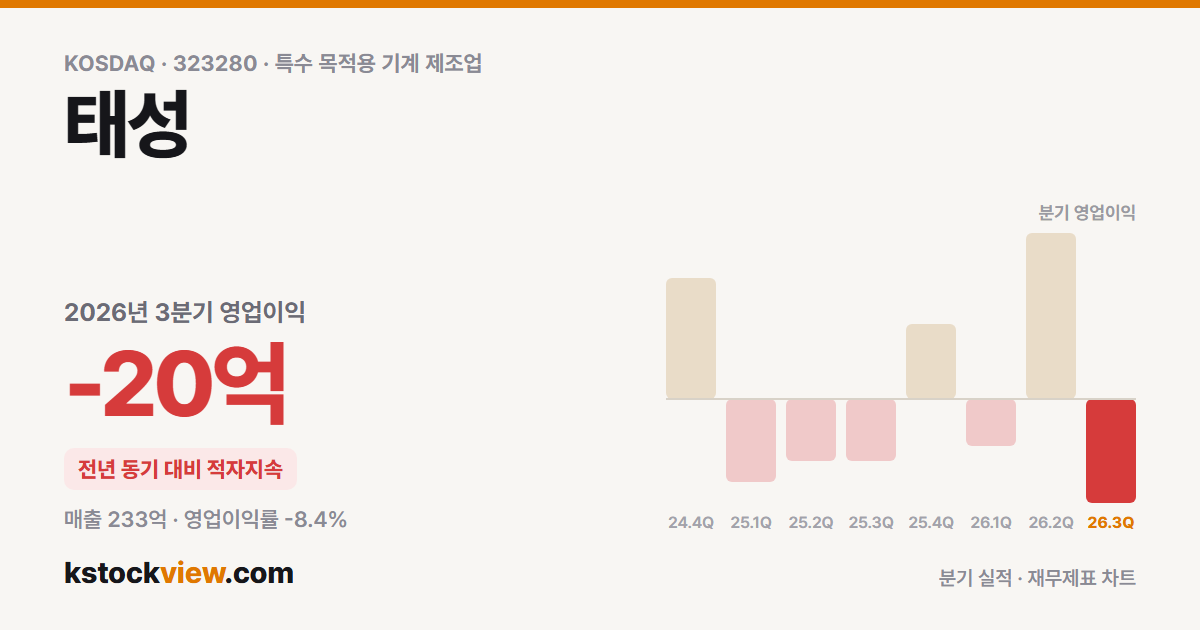 KOSDAQ · 323280 · 특수 목적용 기계 제조업
태성
분기 영업이익
2026년 3분기 영업이익
-20억
전년 동기 대비 적자지속
매출 233억 · 영업이익률 -8.4%
24.4Q 25.1Q 25.2Q 25.3Q 25.4Q 26.1Q 26.2Q 26.3Q
kstockview.com
분기 실적 · 재무제표 차트